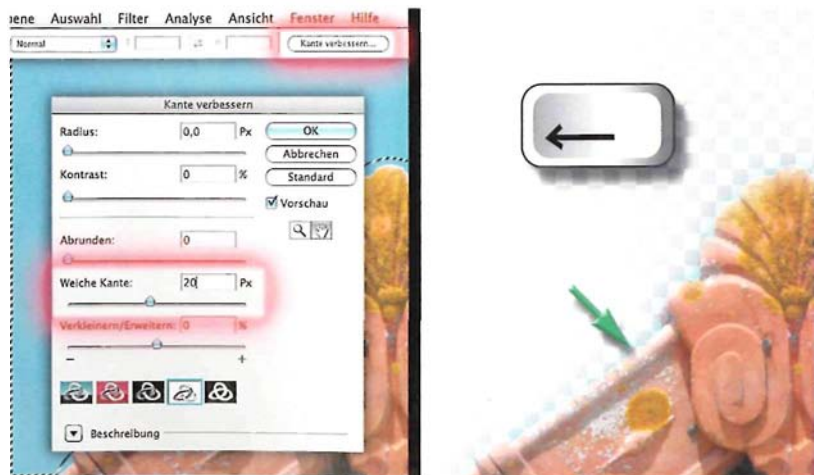 ene Auswahl Filter Analyse Ansicht Fenster Hilfe
Normal Kante verbessern...
Kante verbessern
Radius: 0,0 Px OK
Abbrechen
Kontrast: 0 % Standard
Vorschau
Abrunden: 0
Weiche Kante: 20 Px
Verkleinern/Erweitern: 0 %
− +
Beschreibung